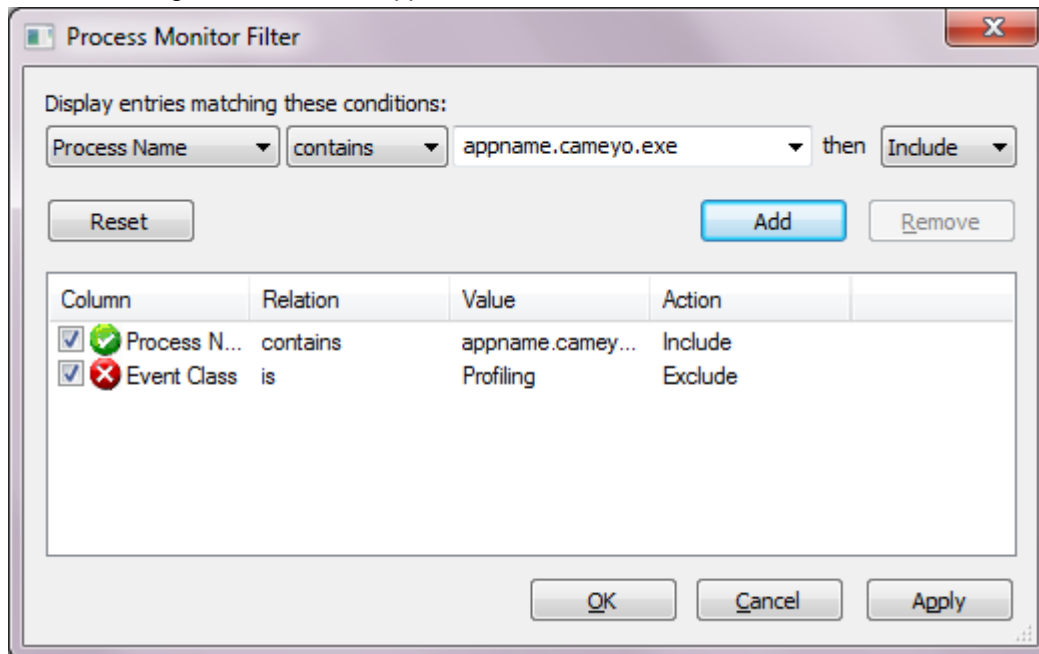 Process Monitor Filter
Display entries matching these conditions:
Process Name contains appname.cameyo.exe then Include
Reset Add Remove
Column Relation Value Action
Process N... contains appname.camey... Include
Event Class is Profiling Exclude
OK Cancel Apply